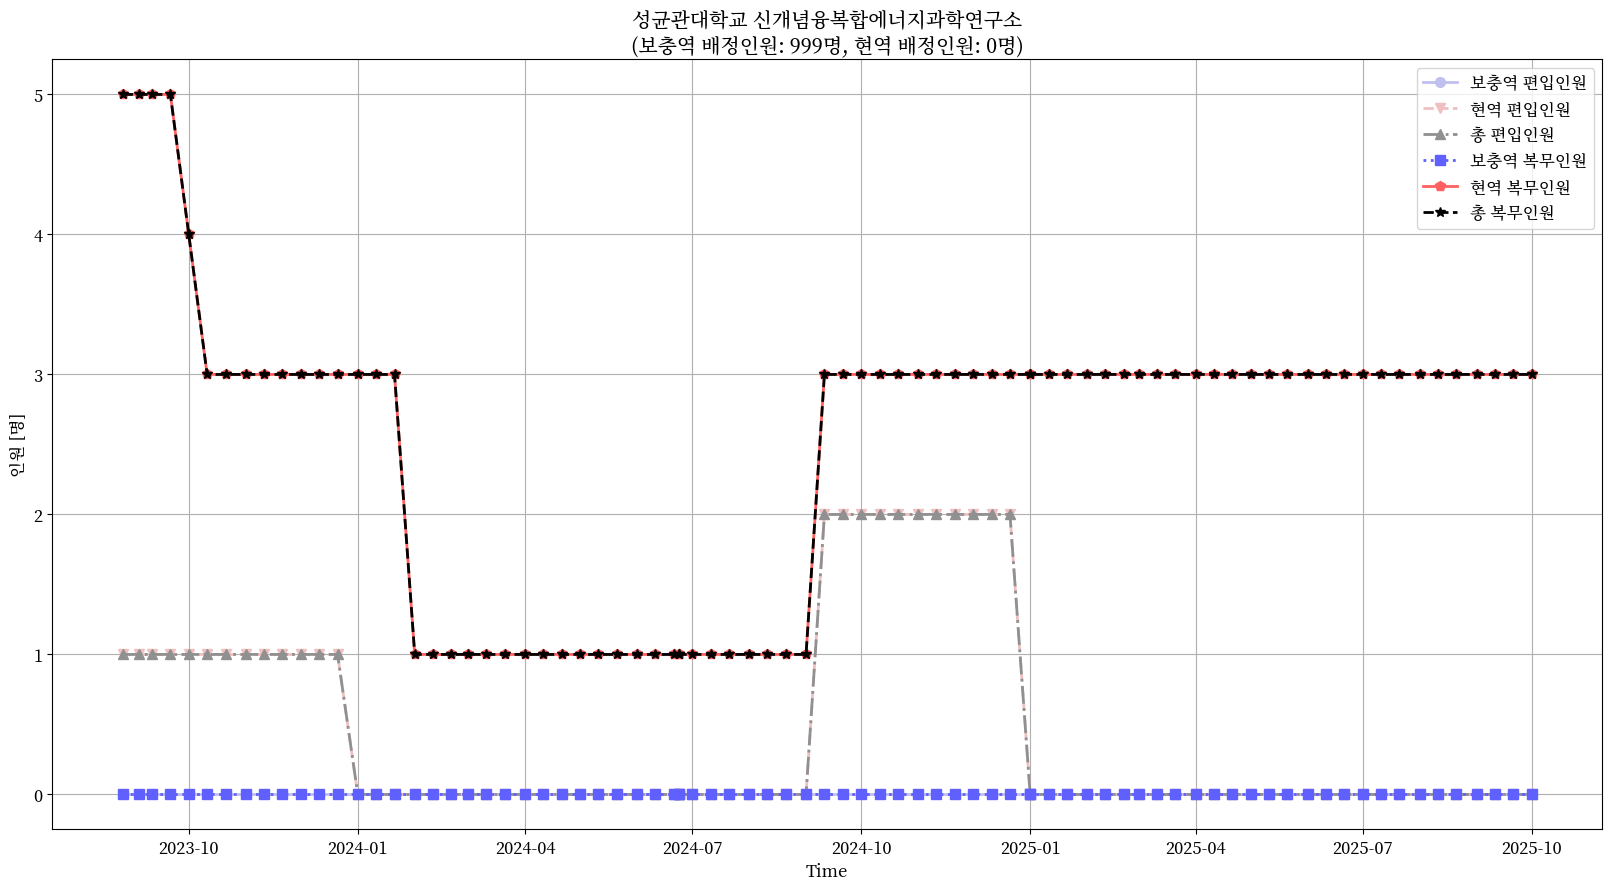 성균관대학교 신개념융복합에너지과학연구소
(보충역 배정인원: 999명, 현역 배정인원: 0명)
보충역 편입인원
현역 편입인원
총 편입인원
보충역 복무인원
현역 복무인원
총 복무인원
인원 [명]
5
4
3
2
1
0
2023-10
2024-01
2024-04
2024-07
2024-10
2025-01
2025-04
2025-07
2025-10
Time